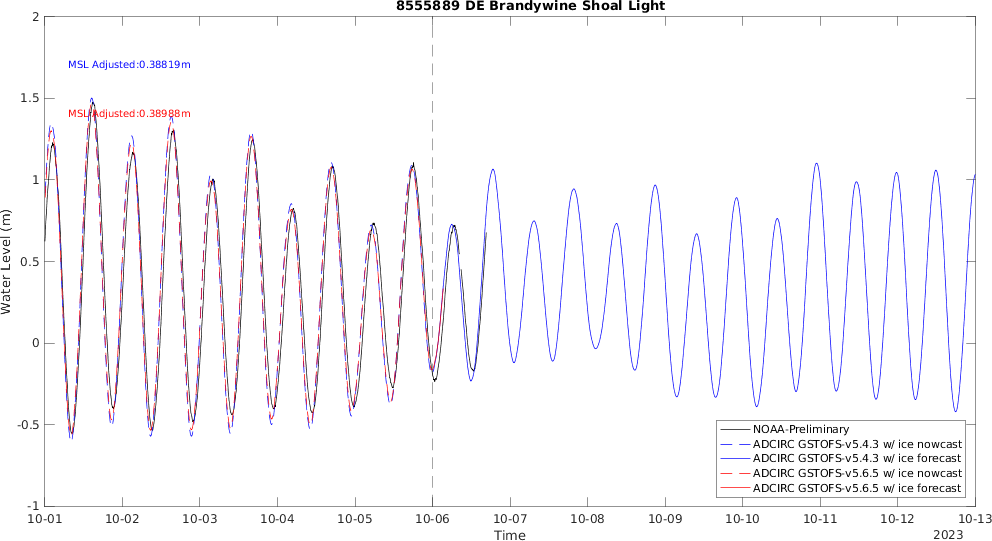 8555889 DE Brandywine Shoal Light
MSL Adjusted:0.38819m
MSL Adjusted:0.38988m
Water Level (m)
2
1.5
1
0.5
0
-0.5
-1
10-01
10-02
10-03
10-04
10-05
10-06
10-07
10-08
10-09
10-10
10-11
10-12
10-13
Time
2023
NOAA-Preliminary
ADCIRC GSTOFS-v5.4.3 w/ ice nowcast
ADCIRC GSTOFS-v5.4.3 w/ ice forecast
ADCIRC GSTOFS-v5.6.5 w/ ice nowcast
ADCIRC GSTOFS-v5.6.5 w/ ice forecast